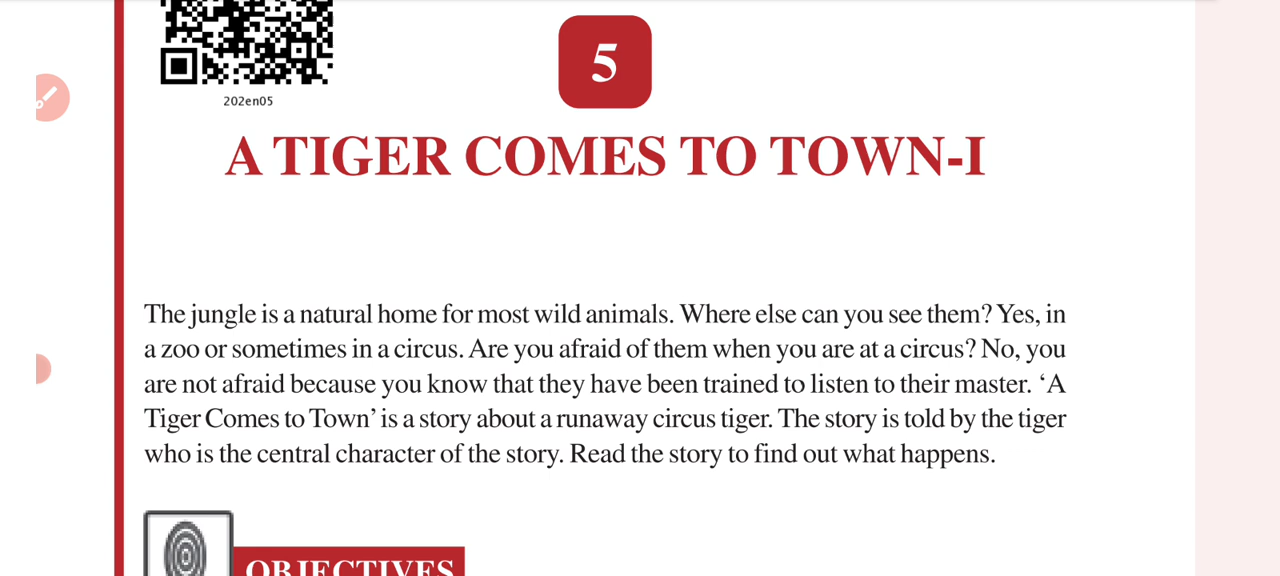 202en05
5
A TIGER COMES TO TOWN-I
The jungle is a natural home for most wild animals. Where else can you see them? Yes, in
a zoo or sometimes in a circus. Are you afraid of them when you are at a circus? No, you
are not afraid because you know that they have been trained to listen to their master. ‘A
Tiger Comes to Town’ is a story about a runaway circus tiger. The story is told by the tiger
who is the central character of the story. Read the story to find out what happens.
OBJECTIVES